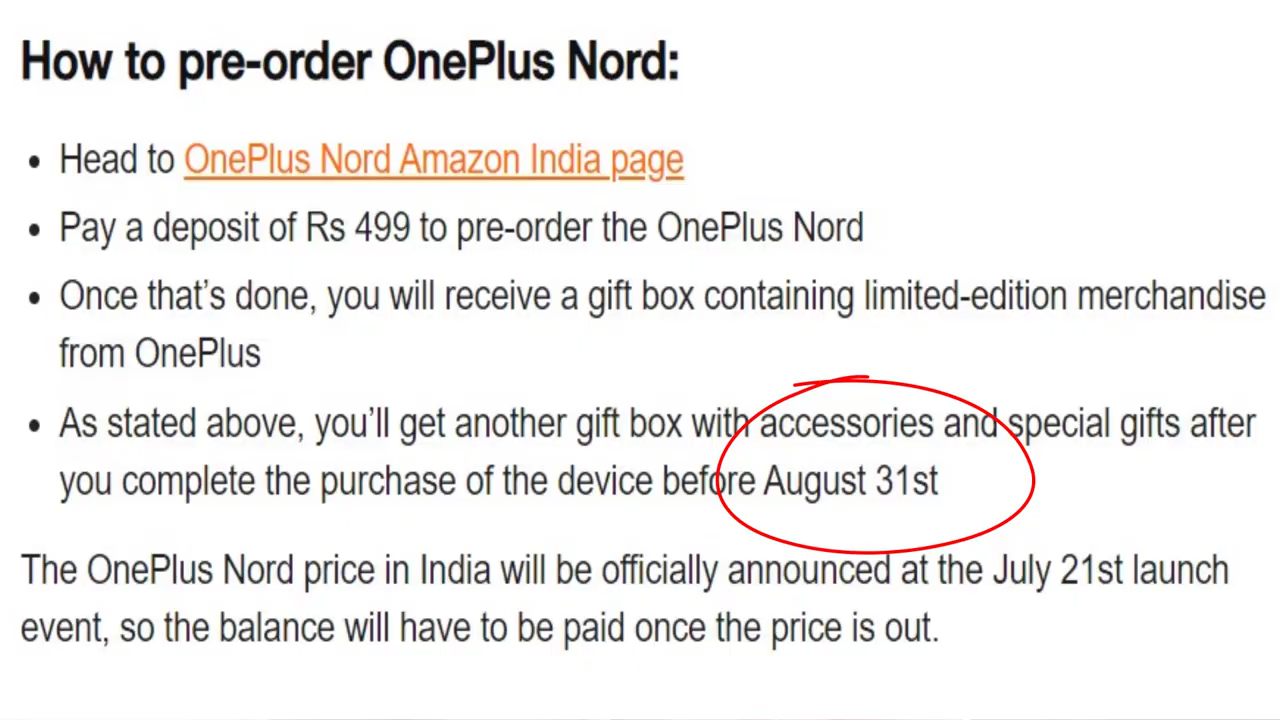 How to pre-order OnePlus Nord:
Head to OnePlus Nord Amazon India page
Pay a deposit of Rs 499 to pre-order the OnePlus Nord
Once that’s done, you will receive a gift box containing limited-edition merchandise
from OnePlus
As stated above, you’ll get another gift box with accessories and special gifts after
you complete the purchase of the device before August 31st
The OnePlus Nord price in India will be officially announced at the July 21st launch
event, so the balance will have to be paid once the price is out.